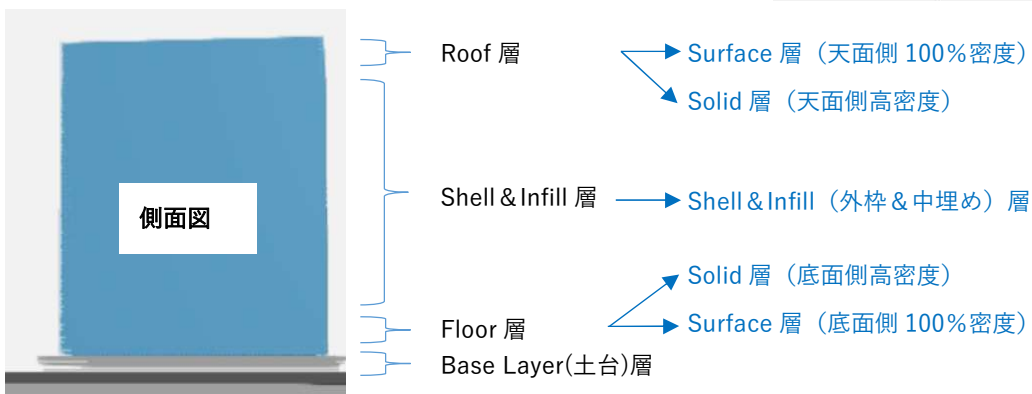 Roof 層
Surface 層（天面側 100％密度）
Solid 層（天面側高密度）
側面図
Shell＆Infill 層
Shell＆Infill（外枠＆中埋め）層
Solid 層（底面側高密度）
Floor 層
Surface 層（底面側 100％密度）
Base Layer(土台)層